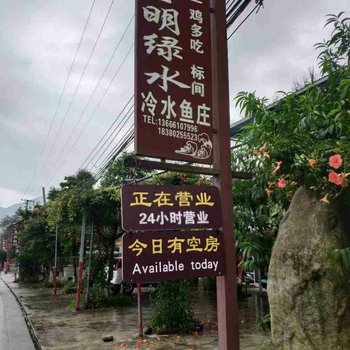 明绿水
一鸡多吃 标间
冷水鱼庄
TEL:13666107996
18380255523
正在营业
24小时营业
今日有空房
Available today